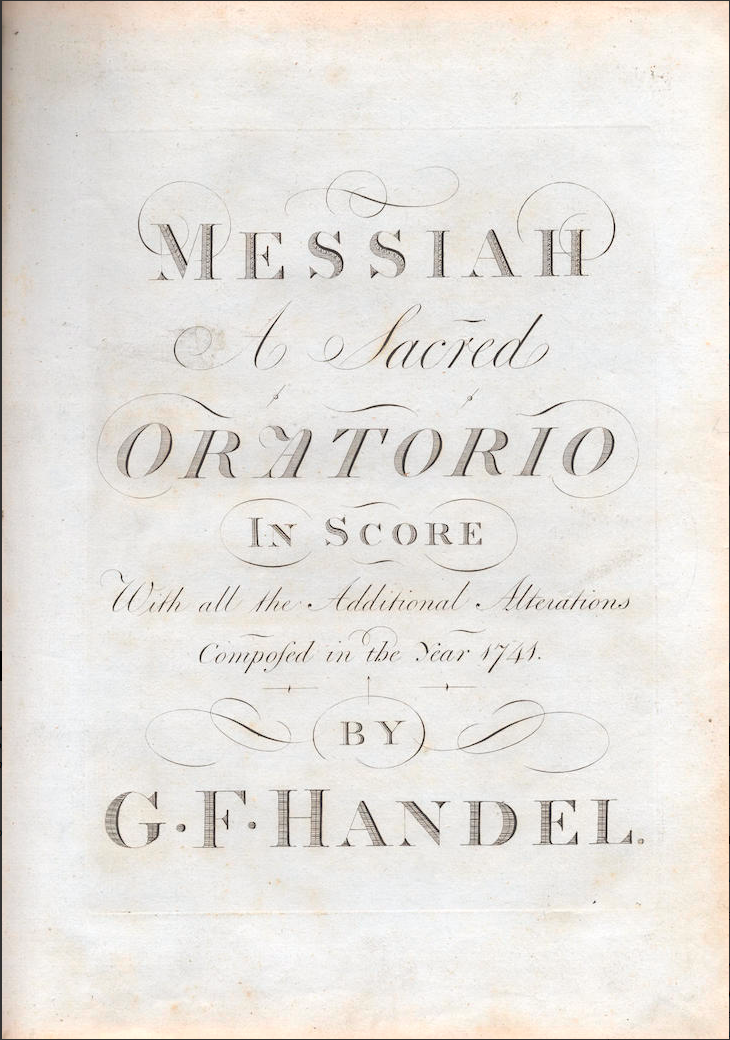 MESSIAH
A Sacred
ORATORIO
IN SCORE
With all the Additional Alterations
Compoſed in the Year 1741.
BY
G·F·HANDEL.